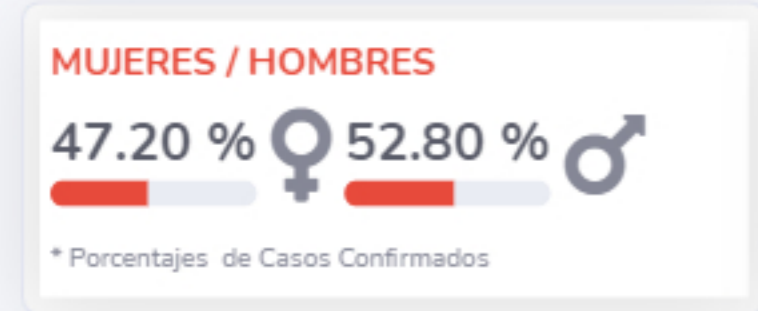 MUJERES / HOMBRES
47.20 % 52.80 %
* Porcentajes de Casos Confirmados